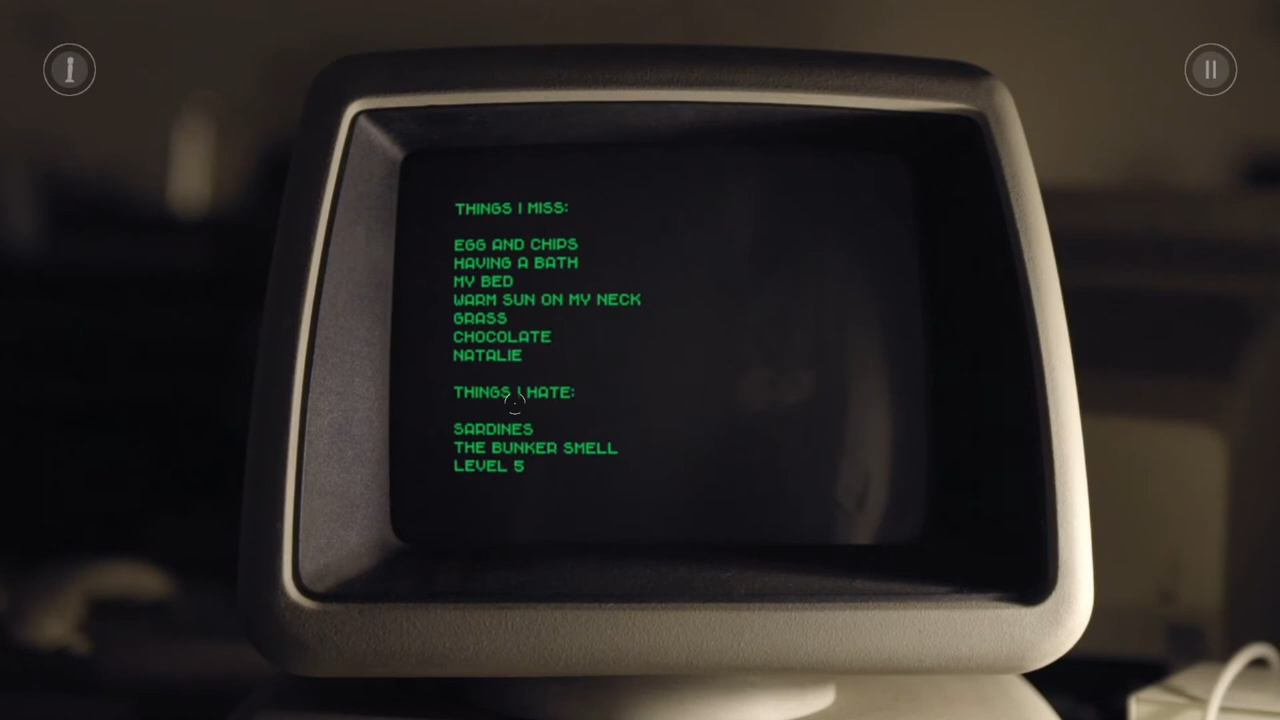 THINGS I MISS:
EGG AND CHIPS
HAVING A BATH
MY BED
WARM SUN ON MY NECK
GRASS
CHOCOLATE
NATALIE
THINGS I HATE:
SARDINES
THE BUNKER SMELL
LEVEL 5